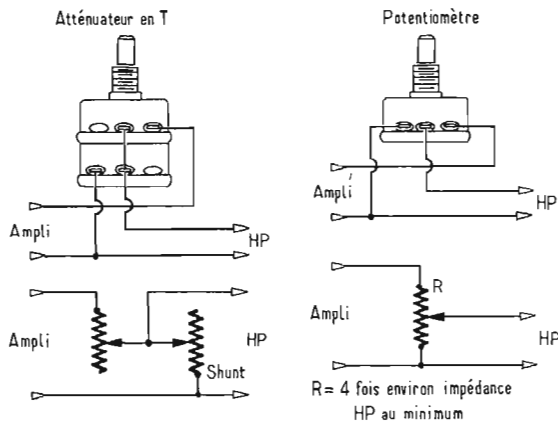 Atténuateur en T
Potentiomètre
Ampli
HP
Ampli
HP
Ampli
HP
Shunt
R
Ampli
HP
R= 4 fois environ impédance
HP au minimum